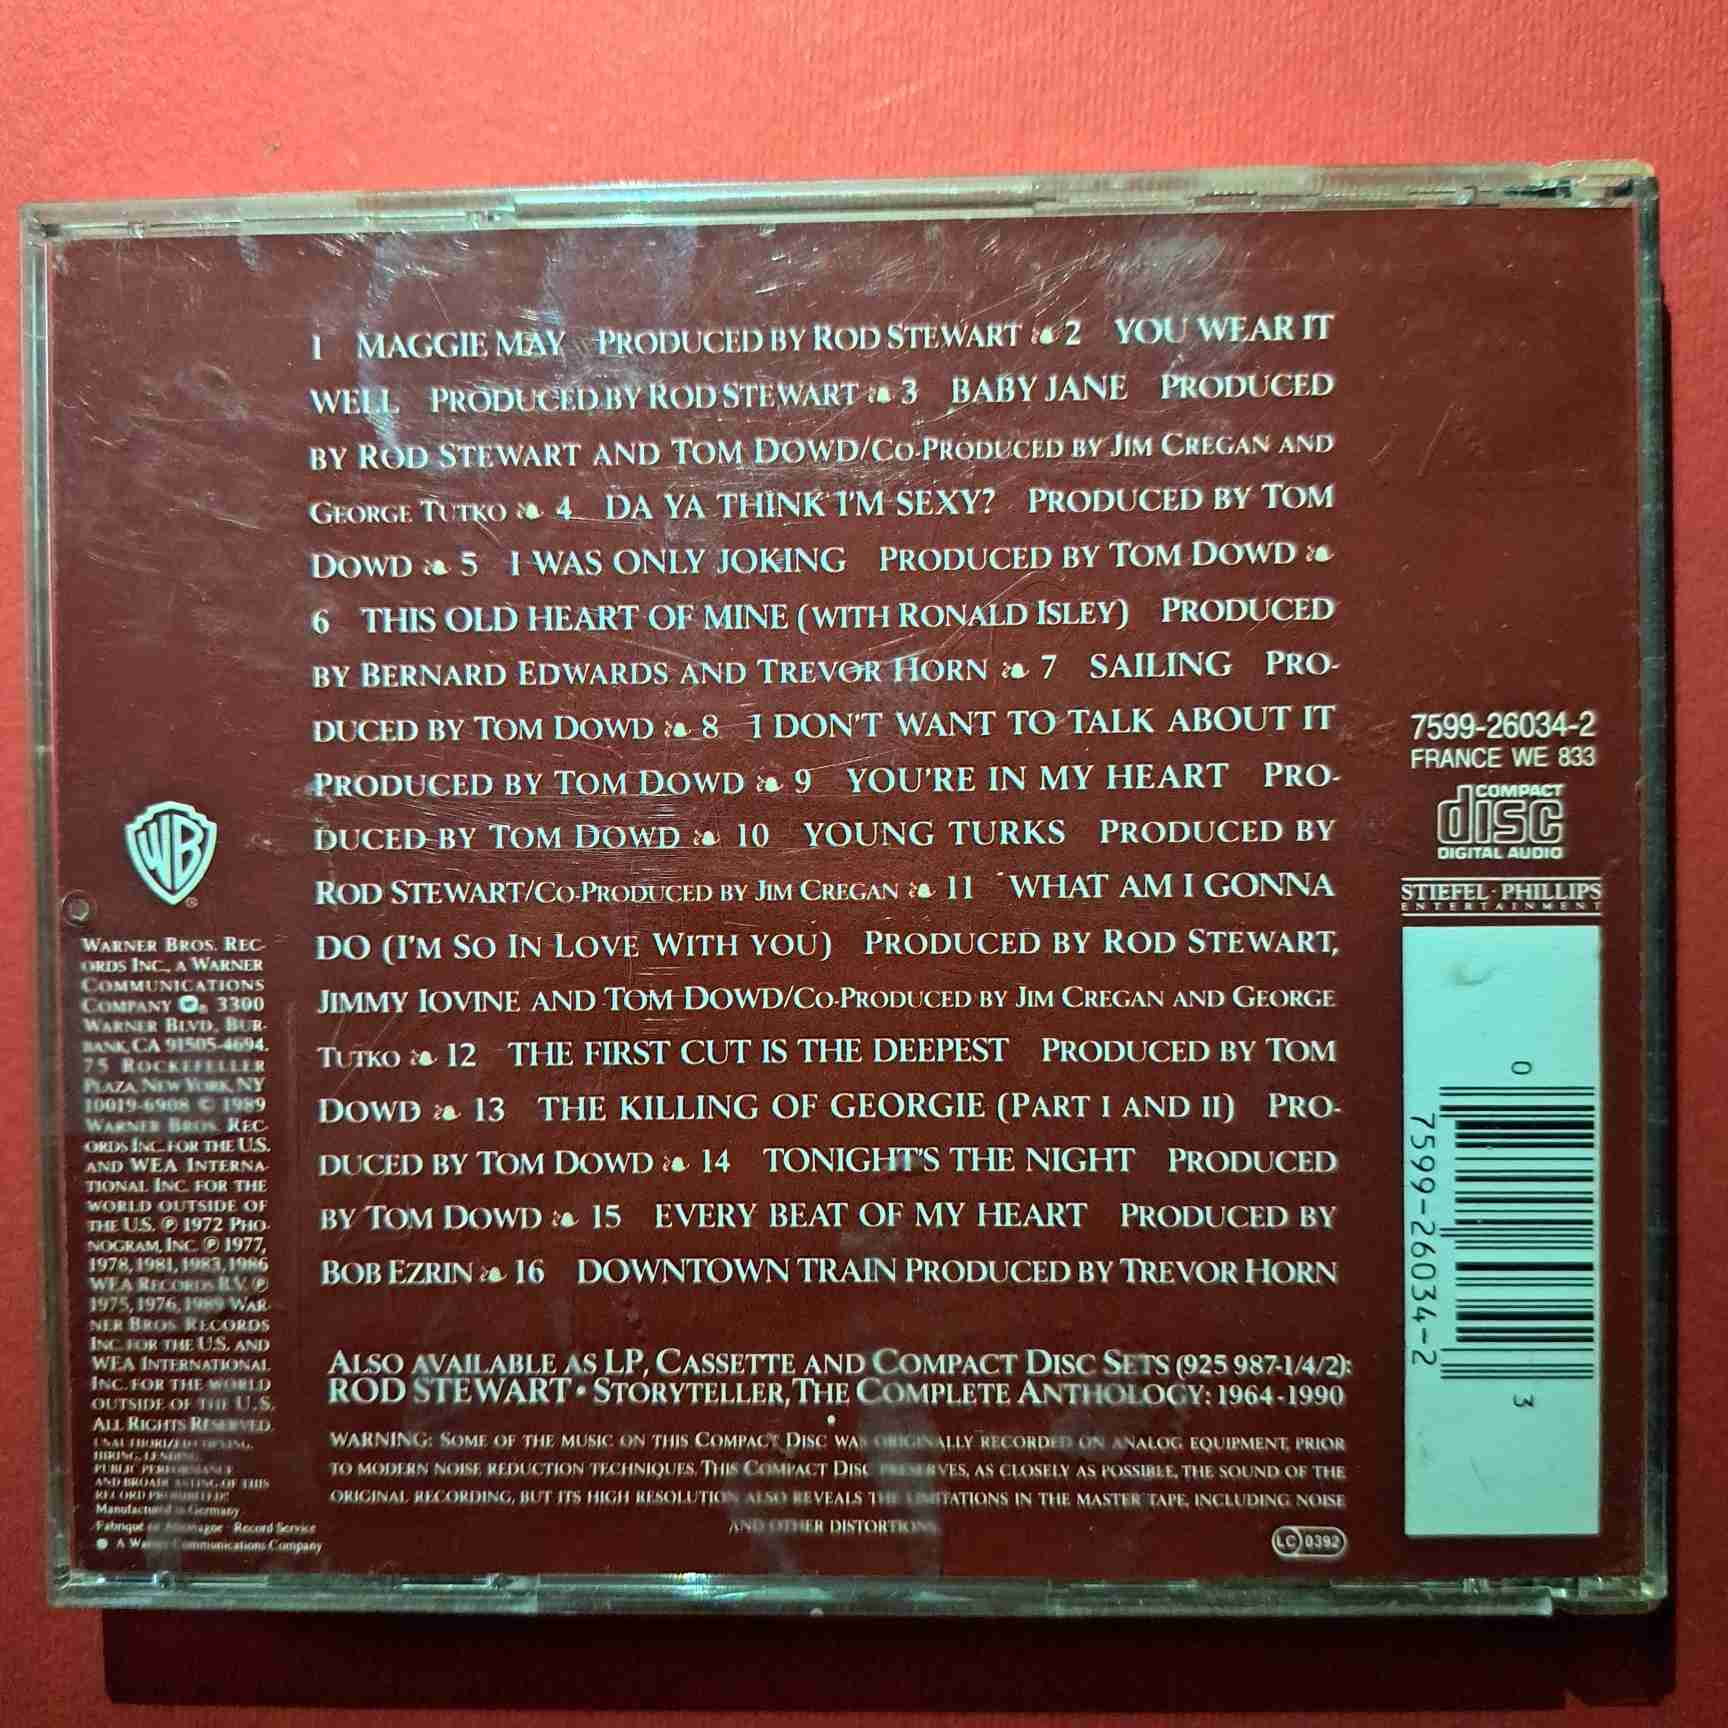 1 MAGGIE MAY PRODUCED BY ROD STEWART ❧ 2 YOU WEAR IT
WELL PRODUCED BY ROD STEWART ❧ 3 BABY JANE PRODUCED
BY ROD STEWART AND TOM DOWD/CO-PRODUCED BY JIM CREGAN AND
GEORGE TUTKO ❧ 4 DA YA THINK I'M SEXY? PRODUCED BY TOM
DOWD ❧ 5 I WAS ONLY JOKING PRODUCED BY TOM DOWD ❧
6 THIS OLD HEART OF MINE (WITH RONALD ISLEY) PRODUCED
BY BERNARD EDWARDS AND TREVOR HORN ❧ 7 SAILING PRO-
DUCED BY TOM DOWD ❧ 8 I DON'T WANT TO TALK ABOUT IT
PRODUCED BY TOM DOWD ❧ 9 YOU'RE IN MY HEART PRO-
DUCED BY TOM DOWD ❧ 10 YOUNG TURKS PRODUCED BY
ROD STEWART/CO-PRODUCED BY JIM CREGAN ❧ 11 WHAT AM I GONNA
DO (I'M SO IN LOVE WITH YOU) PRODUCED BY ROD STEWART,
JIMMY IOVINE AND TOM DOWD/CO-PRODUCED BY JIM CREGAN AND GEORGE
TUTKO ❧ 12 THE FIRST CUT IS THE DEEPEST PRODUCED BY TOM
DOWD ❧ 13 THE KILLING OF GEORGIE (PART I AND II) PRO-
DUCED BY TOM DOWD ❧ 14 TONIGHT'S THE NIGHT PRODUCED
BY TOM DOWD ❧ 15 EVERY BEAT OF MY HEART PRODUCED BY
BOB EZRIN ❧ 16 DOWNTOWN TRAIN PRODUCED BY TREVOR HORN
ALSO AVAILABLE AS LP, CASSETTE AND COMPACT DISC SETS (925 987-1/4/2):
ROD STEWART • STORYTELLER, THE COMPLETE ANTHOLOGY: 1964-1990
WARNING: SOME OF THE MUSIC ON THIS COMPACT DISC WAS ORIGINALLY RECORDED ON ANALOG EQUIPMENT, PRIOR
TO MODERN NOISE REDUCTION TECHNIQUES. THIS COMPACT DISC PRESERVES, AS CLOSELY AS POSSIBLE, THE SOUND OF THE
ORIGINAL RECORDING, BUT ITS HIGH RESOLUTION ALSO REVEALS THE LIMITATIONS IN THE MASTER TAPE, INCLUDING NOISE
AND OTHER DISTORTIONS.
LC 0392
WB
WARNER BROS. REC-
ORDS INC., A WARNER
COMMUNICATIONS
COMPANY 3300
WARNER BLVD., BUR-
BANK, CA 91505-4694.
75 ROCKEFELLER
PLAZA, NEW YORK, NY
10019-6908 © 1989
WARNER BROS. REC-
ORDS INC. FOR THE U.S.
AND WEA INTERNA-
TIONAL INC. FOR THE
WORLD OUTSIDE OF
THE U.S. ℗ 1972 PHO-
NOGRAM, INC. ℗ 1977,
1978, 1981, 1983, 1986
WEA RECORDS B.V. ℗
1975, 1976, 1989 WAR-
NER BROS. RECORDS
INC. FOR THE U.S. AND
WEA INTERNATIONAL
INC. FOR THE WORLD
OUTSIDE OF THE U.S.
ALL RIGHTS RESERVED.
UNAUTHORIZED COPYING,
HIRING, LENDING,
PUBLIC PERFORMANCE
AND BROADCASTING OF THIS
RECORD PROHIBITED.
Manufactured in Germany
Fabriqué en Allemagne Record Service
A Warner Communications Company
7599-26034-2
FRANCE WE 833
COMPACT
disc
DIGITAL AUDIO
STIEFEL · PHILLIPS
ENTERTAINMENT
0
7599-26034-2
3